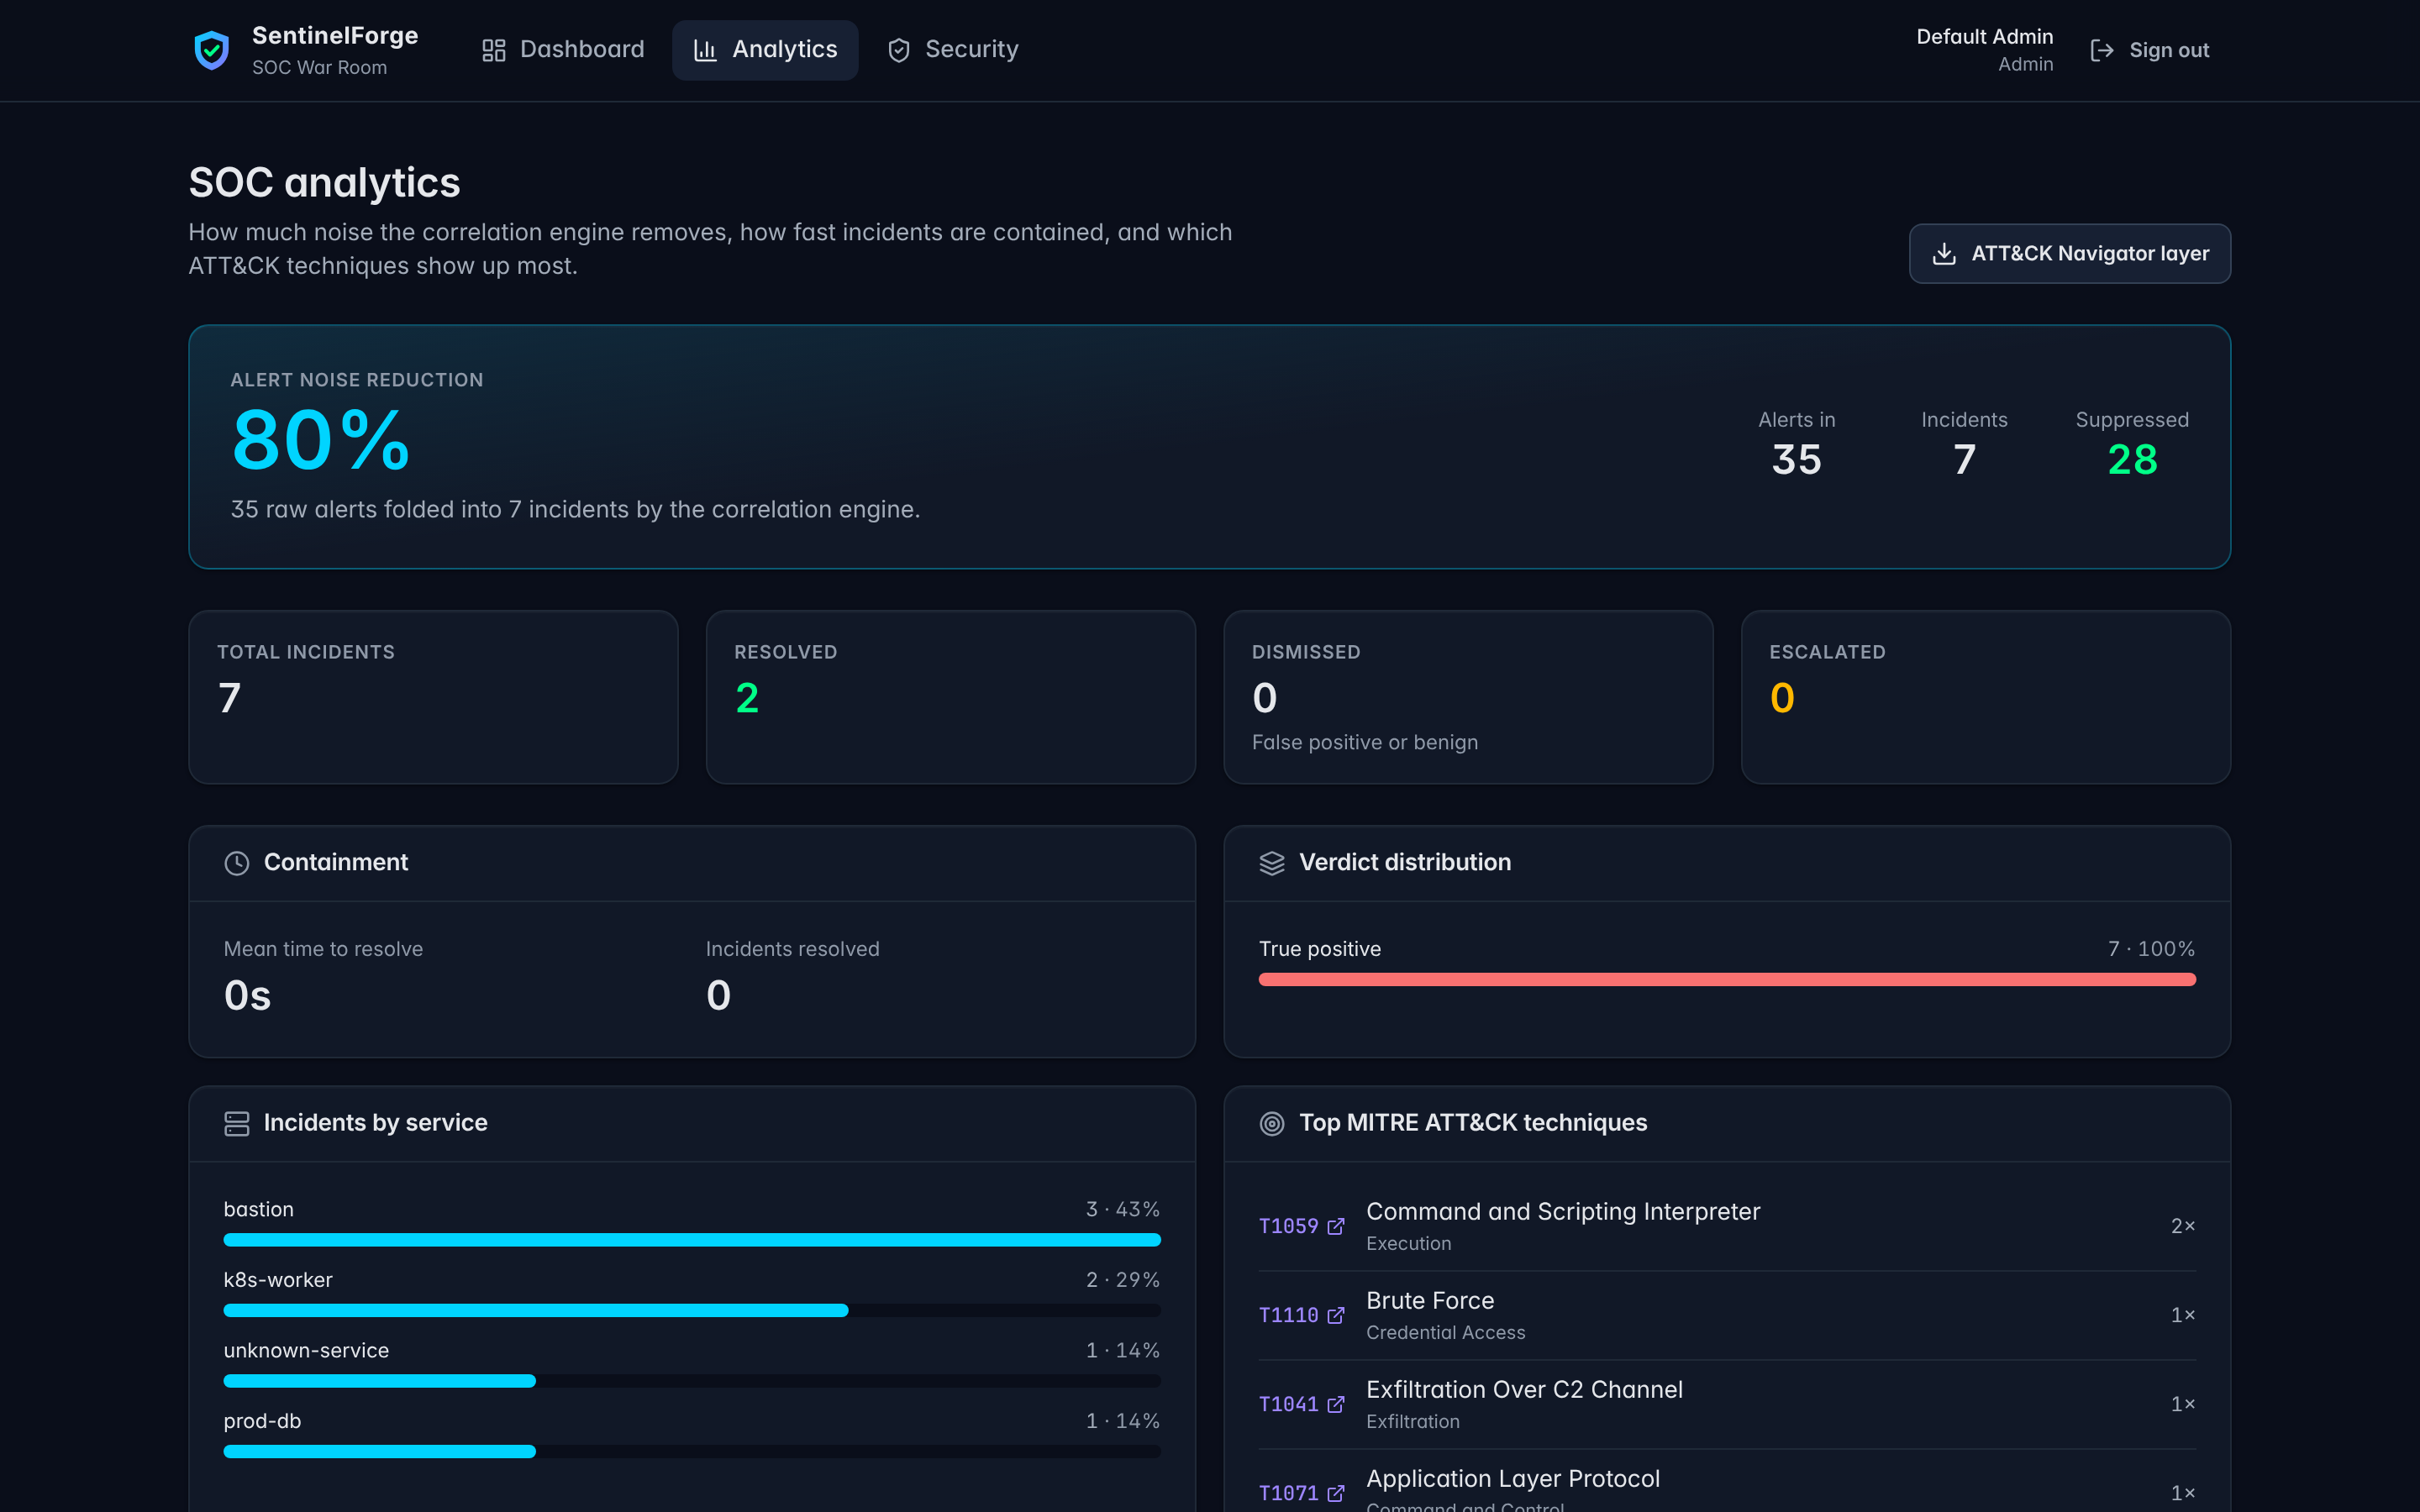 SentinelForge
SOC War Room
Dashboard
Analytics
Security
Default Admin
Admin
Sign out
SOC analytics
How much noise the correlation engine removes, how fast incidents are contained, and which
ATT&CK techniques show up most.
ATT&CK Navigator layer
ALERT NOISE REDUCTION
80%
35 raw alerts folded into 7 incidents by the correlation engine.
Alerts in
35
Incidents
7
Suppressed
28
TOTAL INCIDENTS
7
RESOLVED
2
DISMISSED
0
False positive or benign
ESCALATED
0
Containment
Mean time to resolve
0s
Incidents resolved
0
Verdict distribution
True positive
7 · 100%
Incidents by service
bastion
3 · 43%
k8s-worker
2 · 29%
unknown-service
1 · 14%
prod-db
1 · 14%
Top MITRE ATT&CK techniques
T1059
Command and Scripting Interpreter
Execution
2×
T1110
Brute Force
Credential Access
1×
T1041
Exfiltration Over C2 Channel
Exfiltration
1×
T1071
Application Layer Protocol
Command and Control
1×